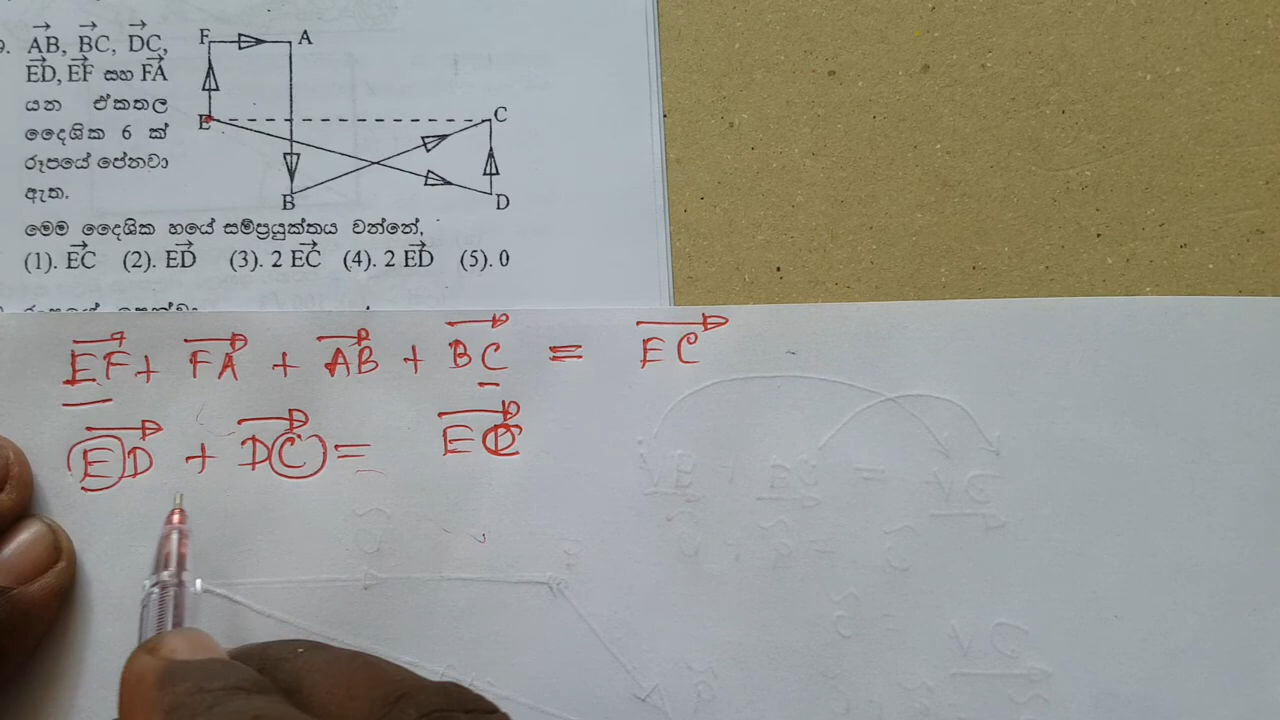 9. AB, BC, DC,
ED, EF සහ FA
යන ඒකතල
දෛශික 6 ක්
රූපයේ පේනවා
ඇත.
F A
E C
B D
මෙම දෛශික හයේ සම්ප්‍රයුක්තය වන්නේ,
(1). EC (2). ED (3). 2 EC (4). 2 ED (5). 0
EF + FA + AB + BC = EC
ED + DC = EC